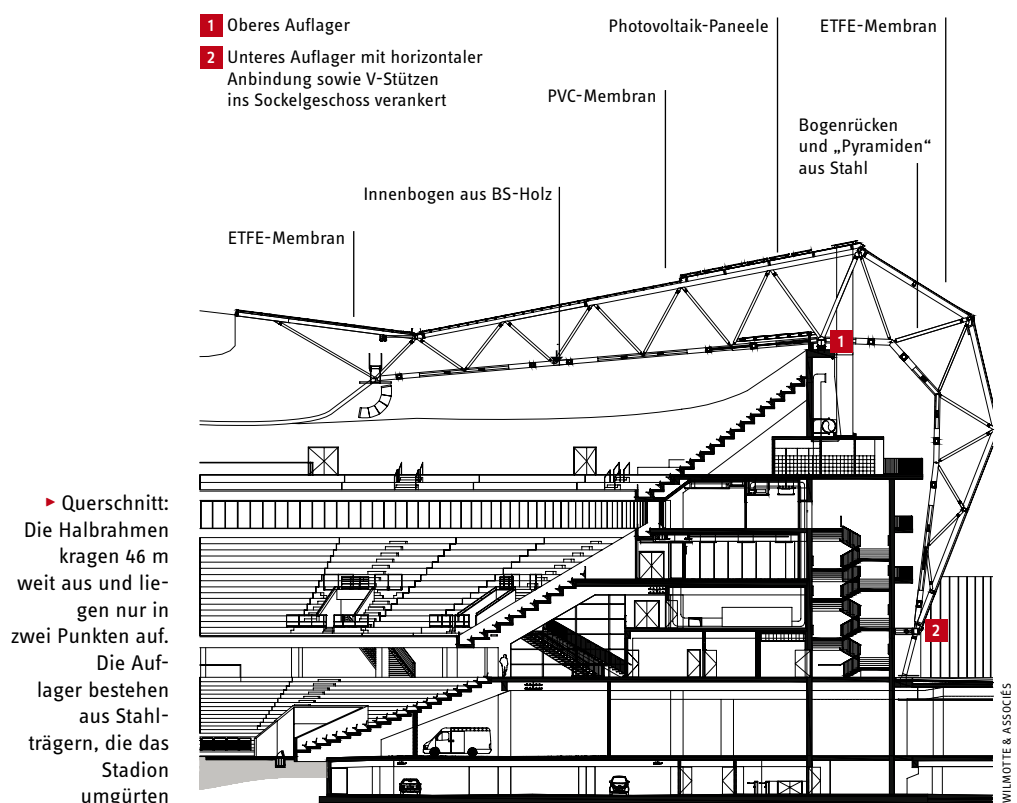 1 Oberes Auflager
2 Unteres Auflager mit horizontaler
Anbindung sowie V-Stützen
ins Sockelgeschoss verankert
Photovoltaik-Paneele
ETFE-Membran
PVC-Membran
Bogenrücken
und „Pyramiden“
aus Stahl
Innenbogen aus BS-Holz
ETFE-Membran
1
2
► Querschnitt:
Die Halbrahmen
kragen 46 m
weit aus und lie-
gen nur in
zwei Punkten auf.
Die Auf-
lager bestehen
aus Stahl-
trägern, die das
Stadion
umgürten
WILMOTTE & ASSOCIÉS